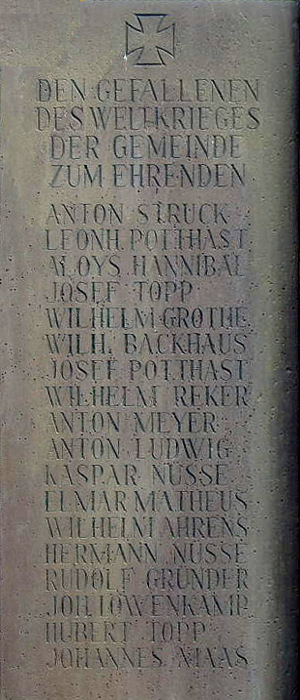 DEN GEFALLENEN
DES WELTKRIEGES
DER GEMEINDE
ZUM EHRENDEN
ANTON STRUCK
LEONH. POTTHAST
ALOYS HANNIBAL
JOSEF TOPP
WILHELM GROTHE
WILH. BACKHAUS
JOSEF POTTHAST
WILHELM REKER
ANTON MEYER
ANTON LUDWIG
KASPAR NÜSSE
ELMAR MATHEUS
WILHELM AHRENS
HERMANN NÜSSE
RUDOLF GRÜNDER
JOH. LÖWENKAMP
HUBERT TOPP
JOHANNES MAAS